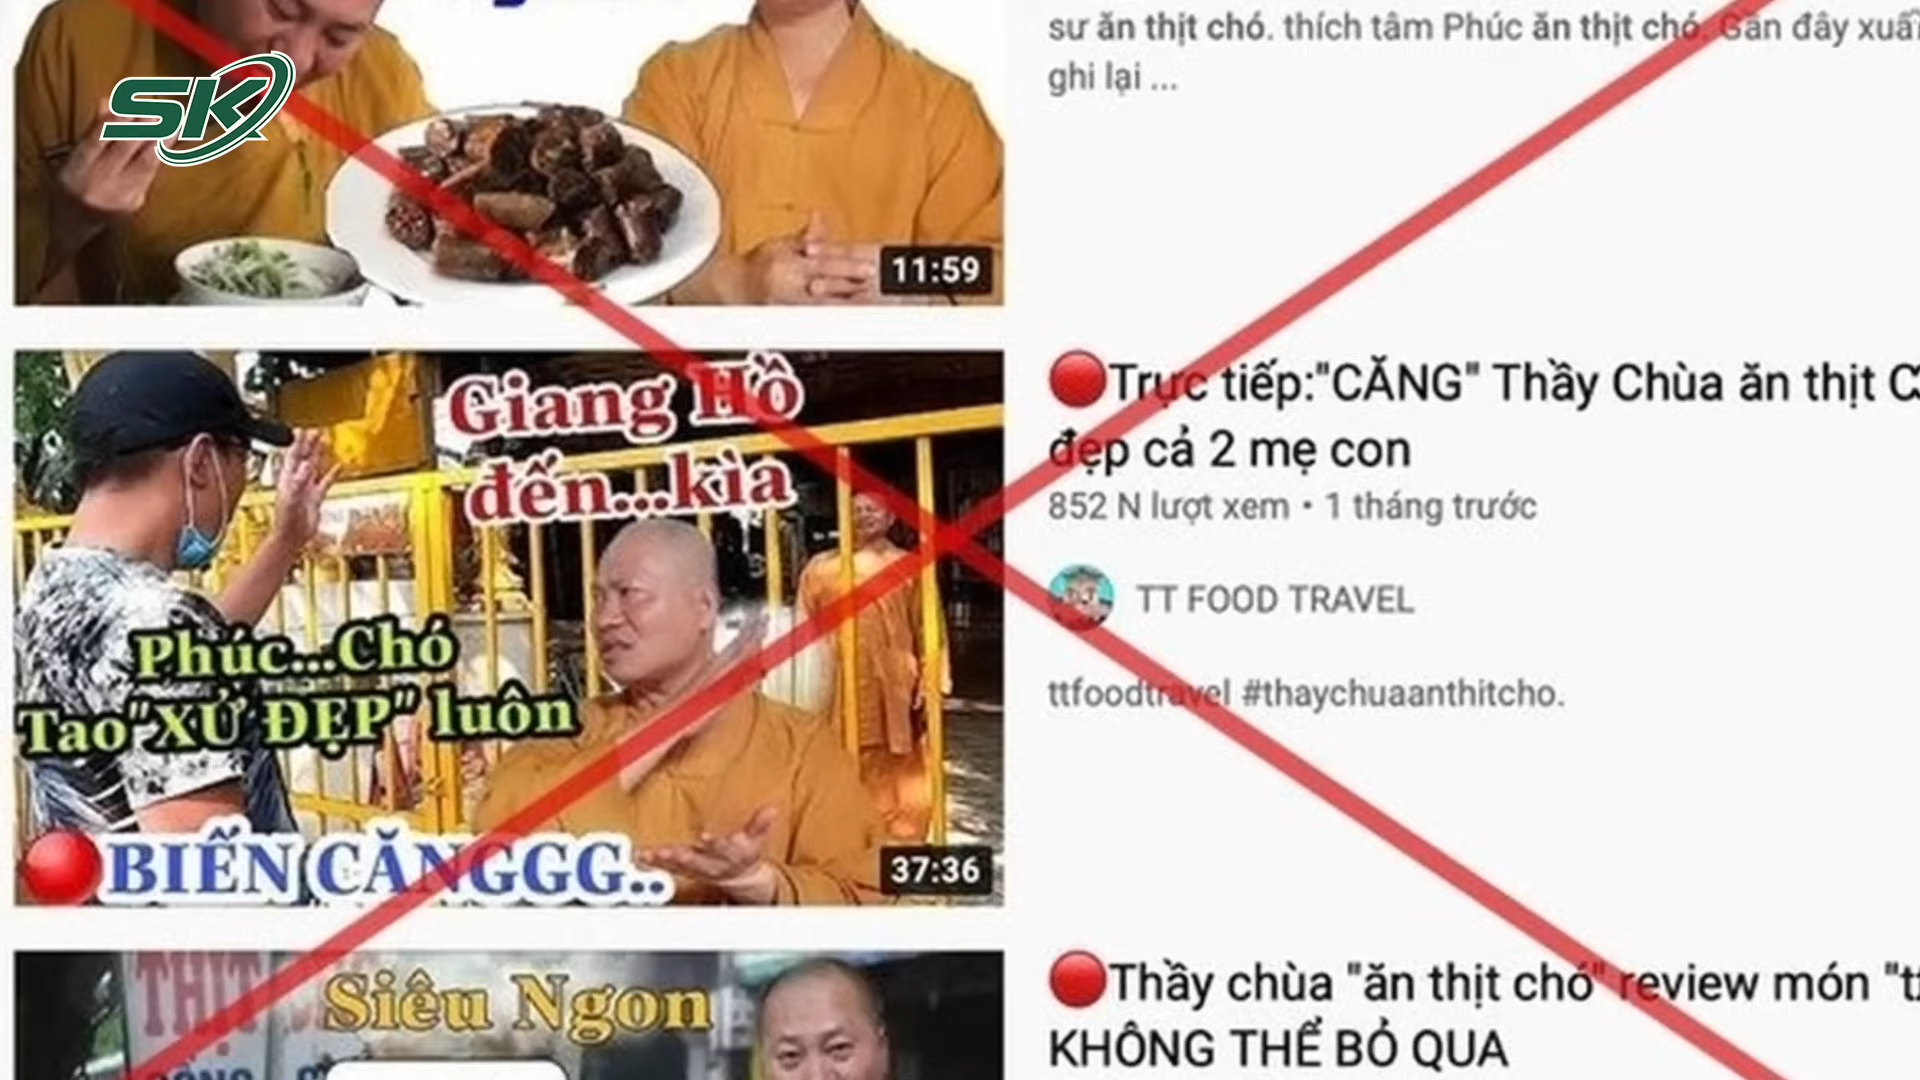 SK
sư ăn thịt chó. thích tâm Phúc ăn thịt chó. Gần đây xuất
ghi lại ...
11:59
Giang Hồ
đến...kìa
Phúc...Chó
Tao "XỬ ĐẸP" luôn
BIẾN CĂNGGG..
37:36
Trực tiếp:"CĂNG" Thầy Chùa ăn thịt
đẹp cả 2 mẹ con
852 N lượt xem • 1 tháng trước
TT FOOD TRAVEL
ttfoodtravel #thaychuaanthitcho.
THỊT
Siêu Ngon
Thầy chùa "ăn thịt chó" review món
KHÔNG THỂ BỎ QUA